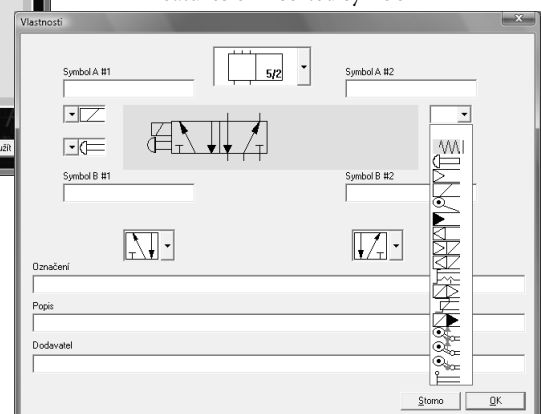 Vlastnosti
5/2
Symbol A #1
Symbol A #2
Symbol B #1
Symbol B #2
Označení
Popis
Dodavatel
Storno
OK